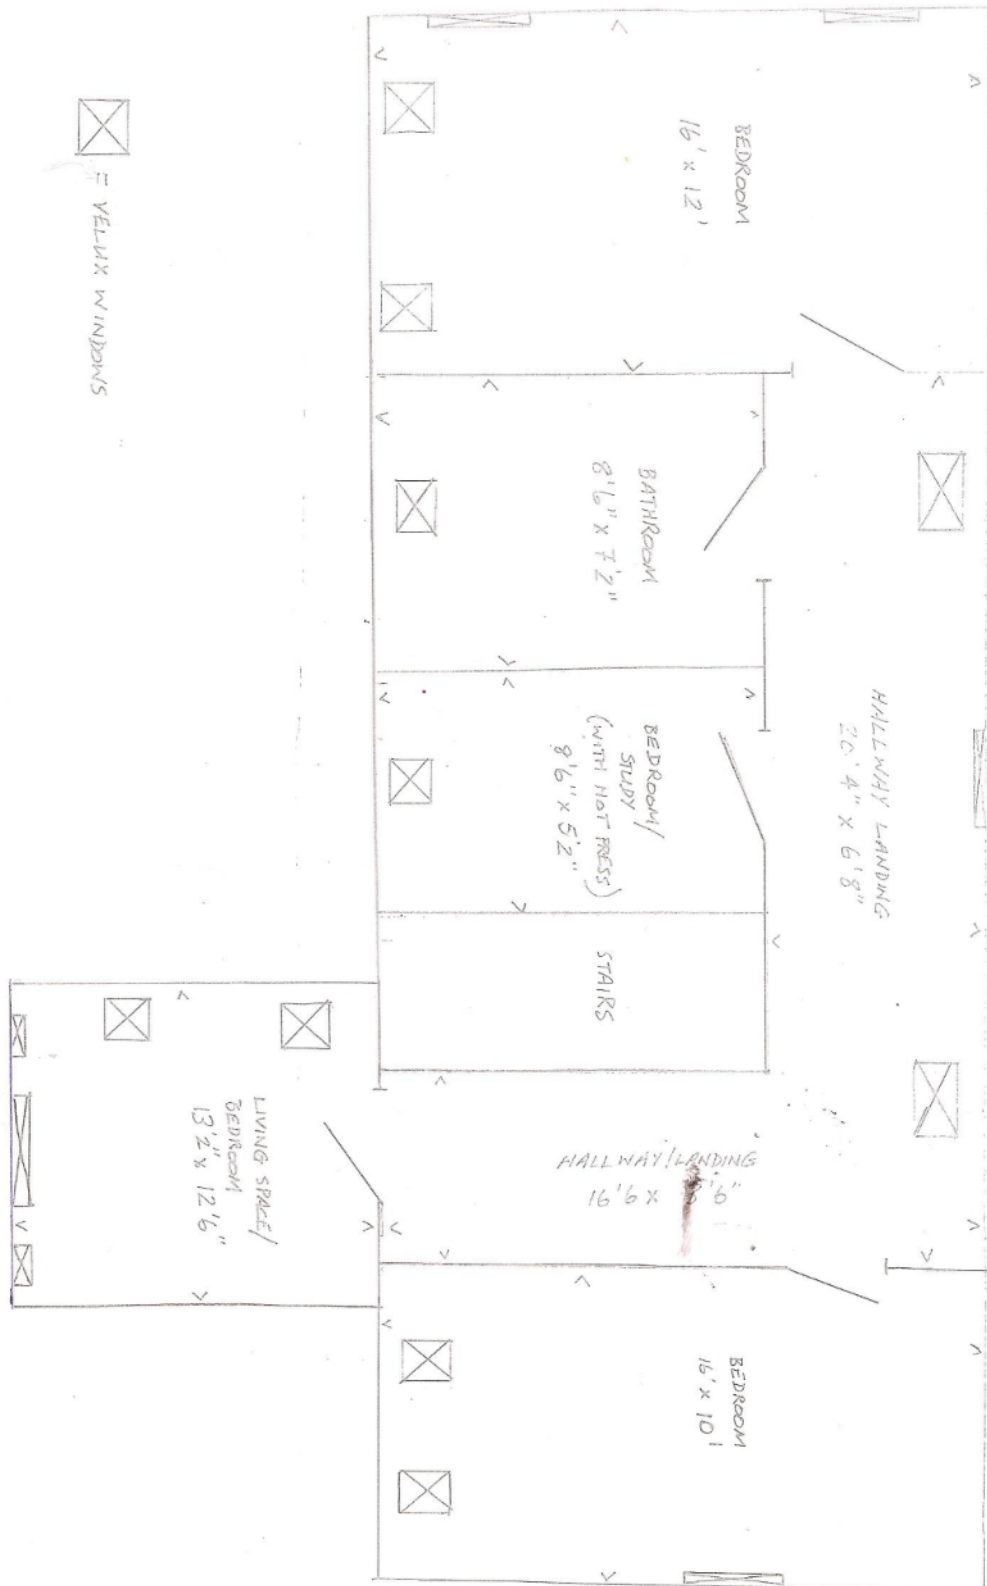 HALLWAY LANDING
20'4" x 6'8"
BEDROOM
16' x 12'
BATHROOM
8'6" x 7'2"
BEDROOM/
STUDY
(WITH HOT PRESS)
8'6" x 5'2"
STAIRS
HALLWAY/LANDING
16'9 x
BEDROOM
16' x 10'
LIVING SPACE/
BEDROOM
13'2" x 12'6"
= VELUX WINDOWS